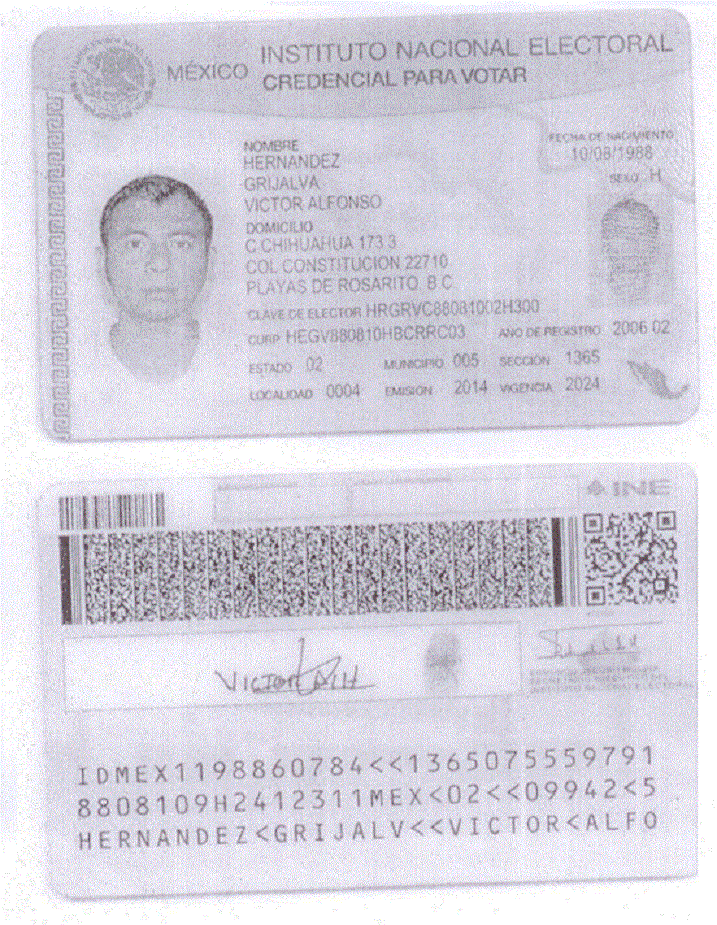 MÉXICO INSTITUTO NACIONAL ELECTORAL
CREDENCIAL PARA VOTAR
NOMBRE
HERNANDEZ
GRIJALVA
VICTOR ALFONSO
FECHA DE NACIMIENTO
10/08/1988
SEXO H
DOMICILIO
C CHIHUAHUA 173 3
COL CONSTITUCION 22710
PLAYAS DE ROSARITO, B.C.
CLAVE DE ELECTOR HRGRVC88081002H300
CURP HEGV880810HBCRRC03 AÑO DE REGISTRO 2006 02
ESTADO 02 MUNICIPIO 005 SECCIÓN 1365
LOCALIDAD 0004 EMISIÓN 2014 VIGENCIA 2024
INE
VICTOR
IDMEX1198860784<<1365075559791
8808109H2412311MEX<02<<09942<5
HERNANDEZ<GRIJALV<<VICTOR<ALFO